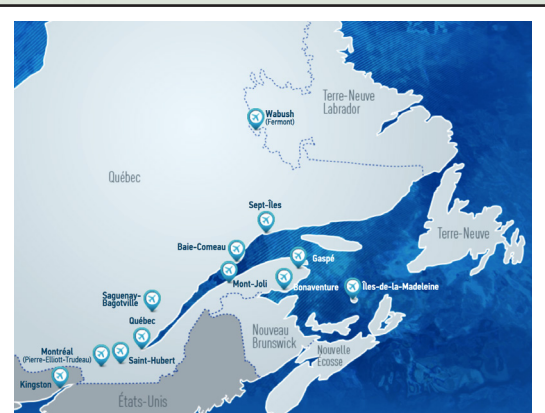 Terre-Neuve
Labrador
Wabush
(Fermont)
Québec
Sept-Îles
Terre-Neuve
Baie-Comeau
Gaspé
Mont-Joli
Bonaventure
Îles-de-la-Madeleine
Saguenay-
Bagotville
Québec
Nouveau
Brunswick
Montréal
(Pierre-Elliott-Trudeau)
Saint-Hubert
Nouvelle
Écosse
Kingston
États-Unis